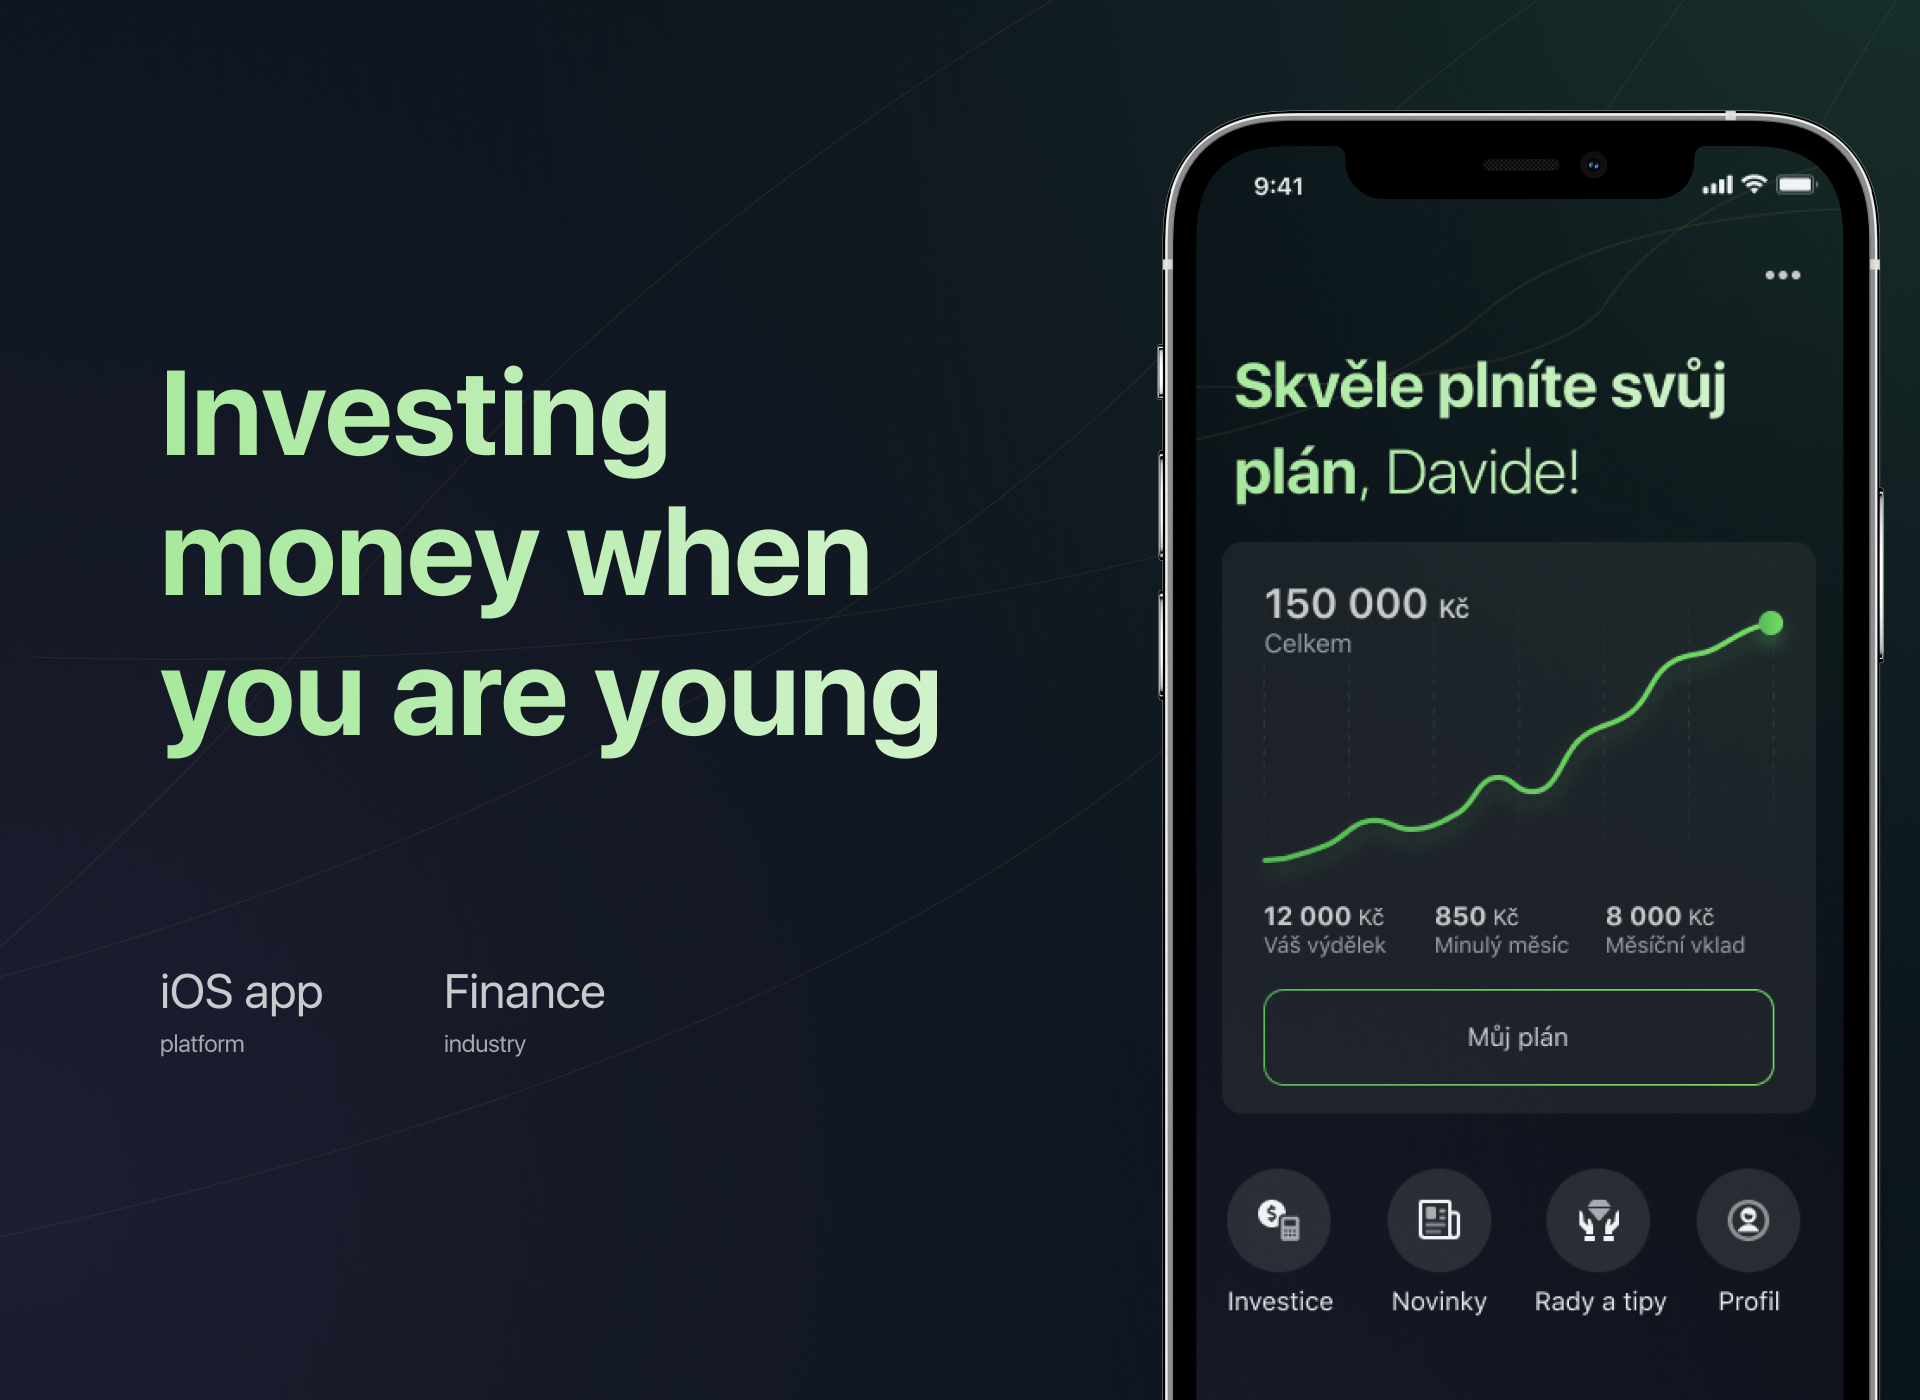 Investing
money when
you are young
iOS app
platform
Finance
industry
9:41
Skvěle plníte svůj
plán, Davide!
150 000 Kč
Celkem
12 000 Kč
Váš výdělek
850 Kč
Minulý měsíc
8 000 Kč
Měsíční vklad
Můj plán
Investice
Novinky
Rady a tipy
Profil